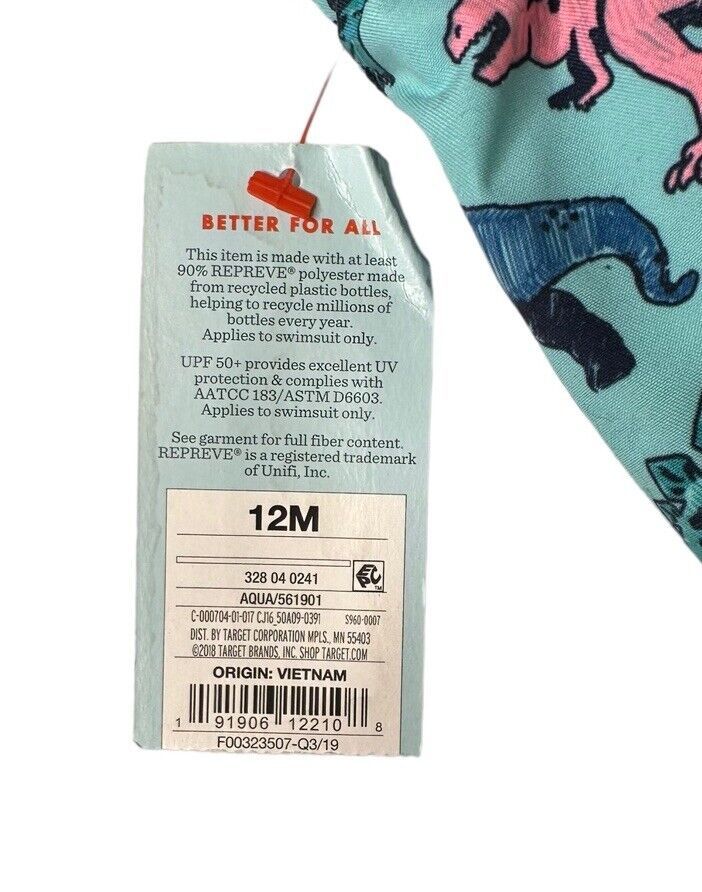 BETTER FOR ALL
This item is made with at least
90% REPREVE® polyester made
from recycled plastic bottles,
helping to recycle millions of
bottles every year.
Applies to swimsuit only.
UPF 50+ provides excellent UV
protection & complies with
AATCC 183/ASTM D6603.
Applies to swimsuit only.
See garment for full fiber content.
REPREVE® is a registered trademark
of Unifi, Inc.
12M
328 04 0241
AQUA/561901
C-000704-01-017 CJ16_50A09-0391 S960-0007
DIST. BY TARGET CORPORATION MPLS., MN 55403
©2018 TARGET BRANDS, INC. SHOP TARGET.COM
ORIGIN: VIETNAM
1 91906 12210 8
F00323507-Q3/19